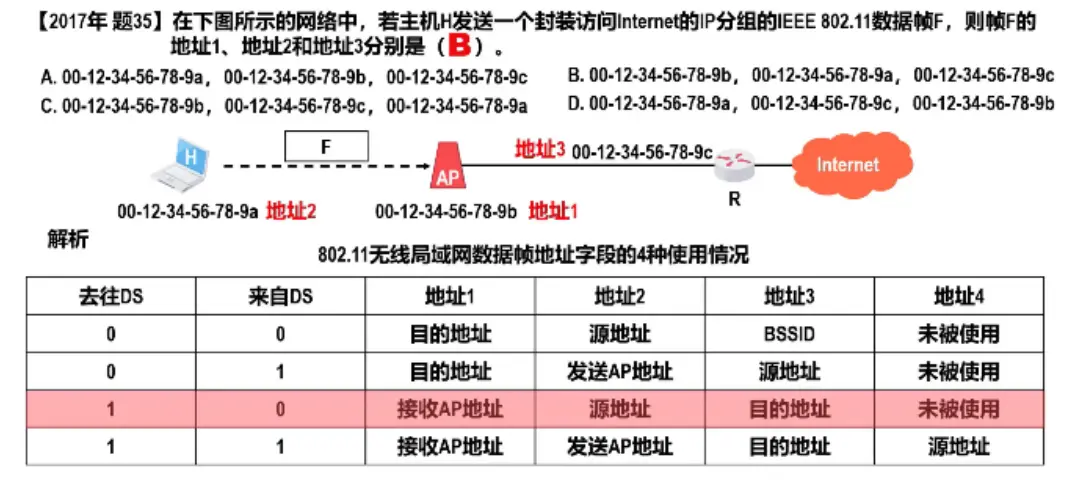 【2017年 题35】在下图所示的网络中，若主机H发送一个封装访问Internet的IP分组的IEEE 802.11数据帧F，则帧F的
地址1、地址2和地址3分别是（B）。
A. 00-12-34-56-78-9a，00-12-34-56-78-9b，00-12-34-56-78-9c
B. 00-12-34-56-78-9b，00-12-34-56-78-9a，00-12-34-56-78-9c
C. 00-12-34-56-78-9b，00-12-34-56-78-9c，00-12-34-56-78-9a
D. 00-12-34-56-78-9a，00-12-34-56-78-9c，00-12-34-56-78-9b
H F AP 地址3 00-12-34-56-78-9c R Internet
00-12-34-56-78-9a 地址2 00-12-34-56-78-9b 地址1
解析
802.11无线局域网数据帧地址字段的4种使用情况
去往DS 来自DS 地址1 地址2 地址3 地址4
0 0 目的地址 源地址 BSSID 未被使用
0 1 目的地址 发送AP地址 源地址 未被使用
1 0 接收AP地址 源地址 目的地址 未被使用
1 1 接收AP地址 发送AP地址 目的地址 源地址